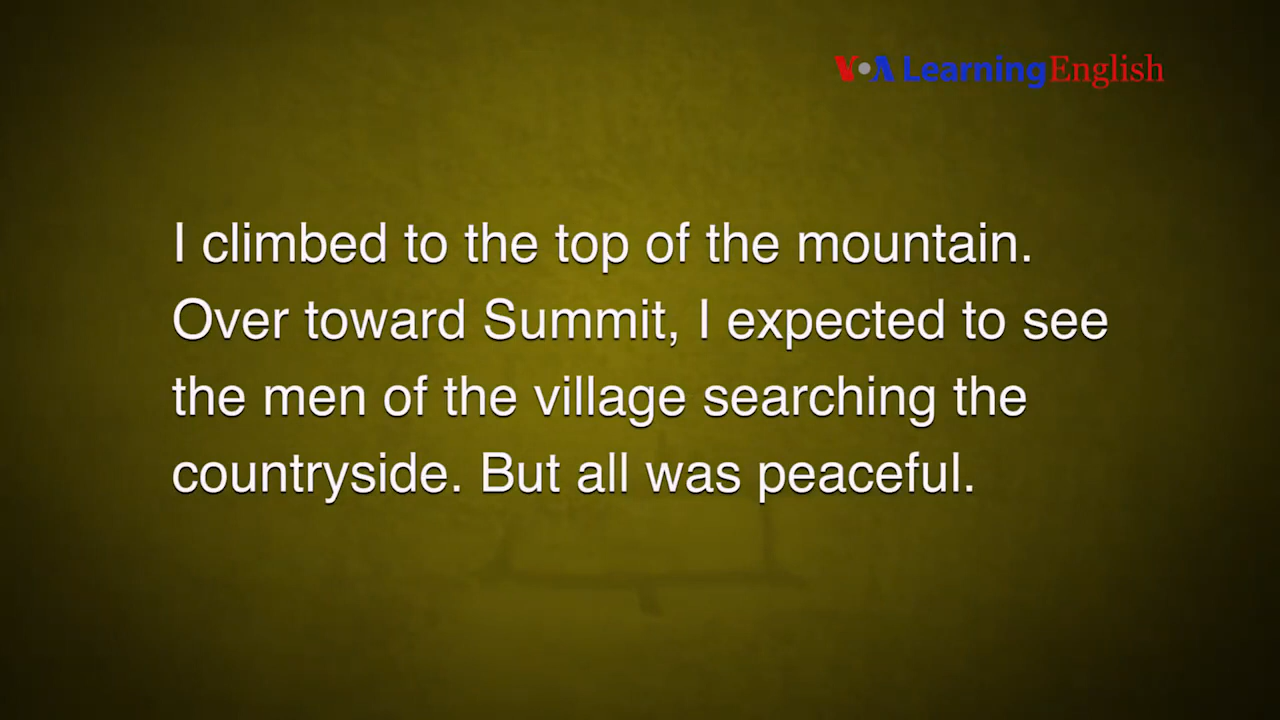 VOA Learning English
I climbed to the top of the mountain.
Over toward Summit, I expected to see
the men of the village searching the
countryside. But all was peaceful.